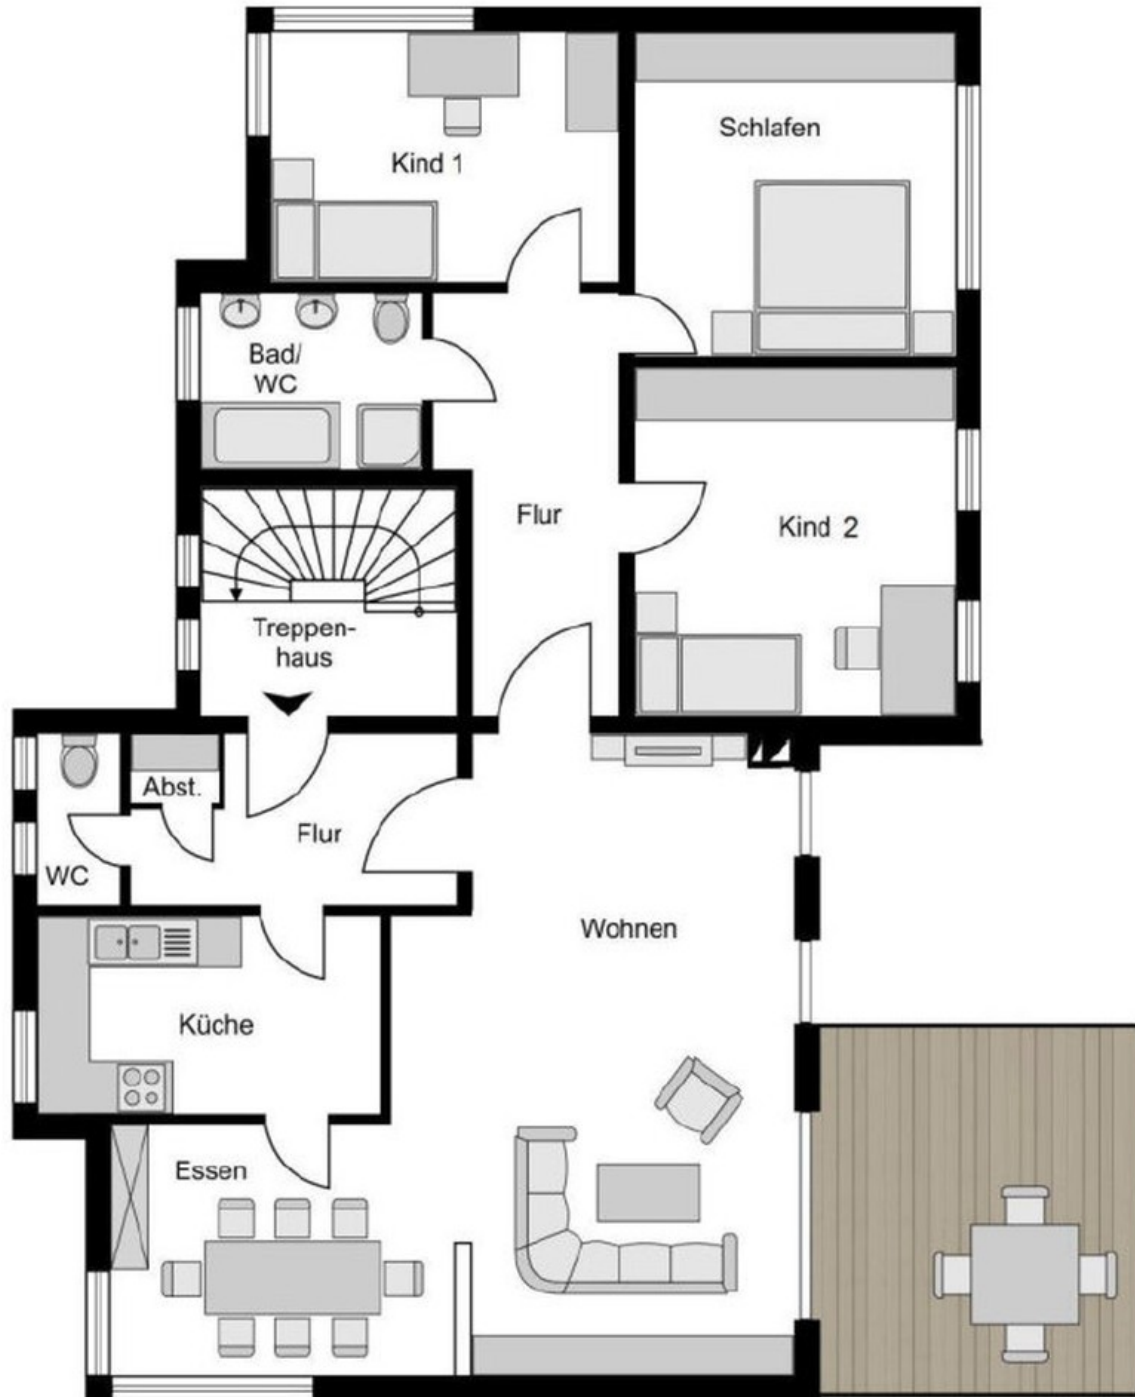 Schlafen
Kind 1
Bad/
WC
Flur
Kind 2
Treppen-
haus
Abst.
Flur
WC
Wohnen
Küche
Essen